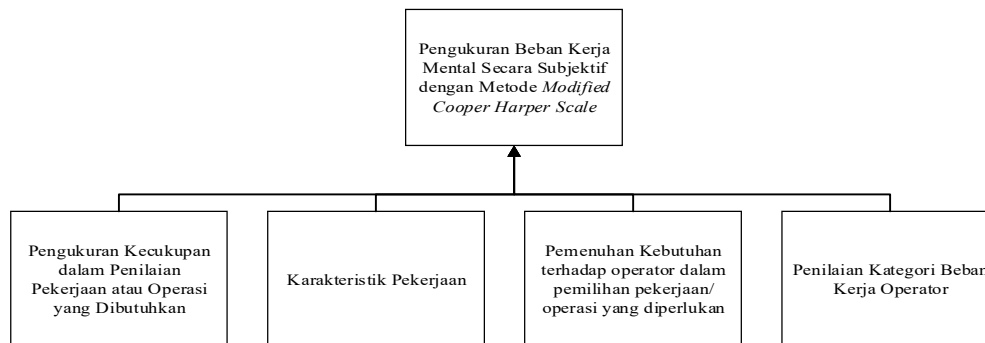 Pengukuran Beban Kerja
Mental Secara Subjektif
dengan Metode Modified
Cooper Harper Scale
Pengukuran Kecukupan
dalam Penilaian
Pekerjaan atau Operasi
yang Dibutuhkan
Karakteristik Pekerjaan
Pemenuhan Kebutuhan
terhadap operator dalam
pemilihan pekerjaan/
operasi yang diperlukan
Penilaian Kategori Beban
Kerja Operator